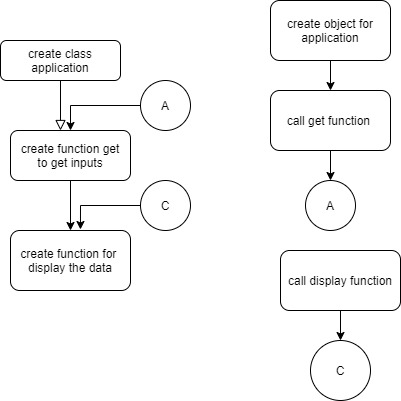 create class
application
A
create function get
to get inputs
C
create function for
display the data
create object for
application
call get function
A
call display function
C